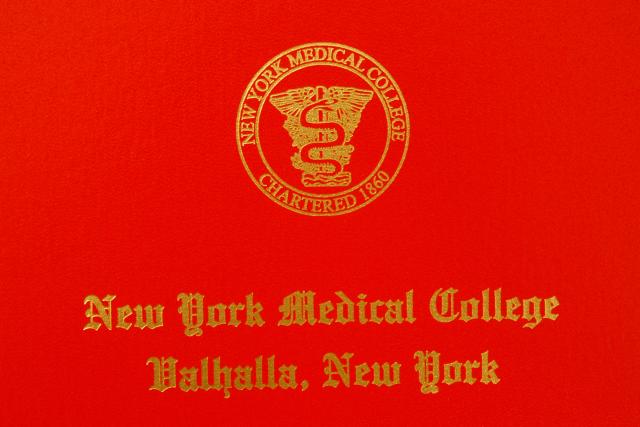 NEW YORK MEDICAL COLLEGE
CHARTERED 1860
New York Medical College
Valhalla, New York